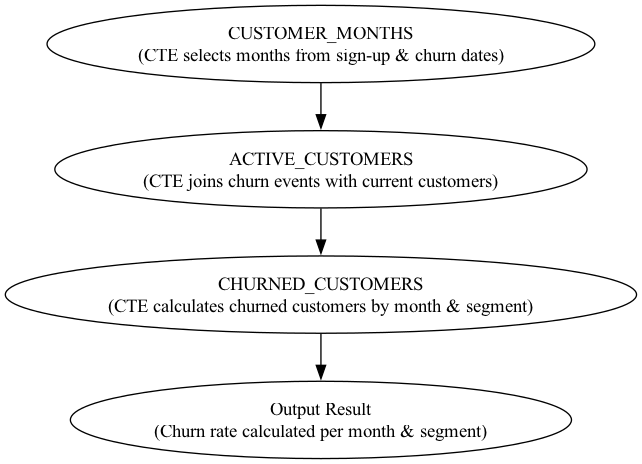 CUSTOMER_MONTHS
(CTE selects months from sign-up & churn dates)
ACTIVE_CUSTOMERS
(CTE joins churn events with current customers)
CHURNED_CUSTOMERS
(CTE calculates churned customers by month & segment)
Output Result
(Churn rate calculated per month & segment)